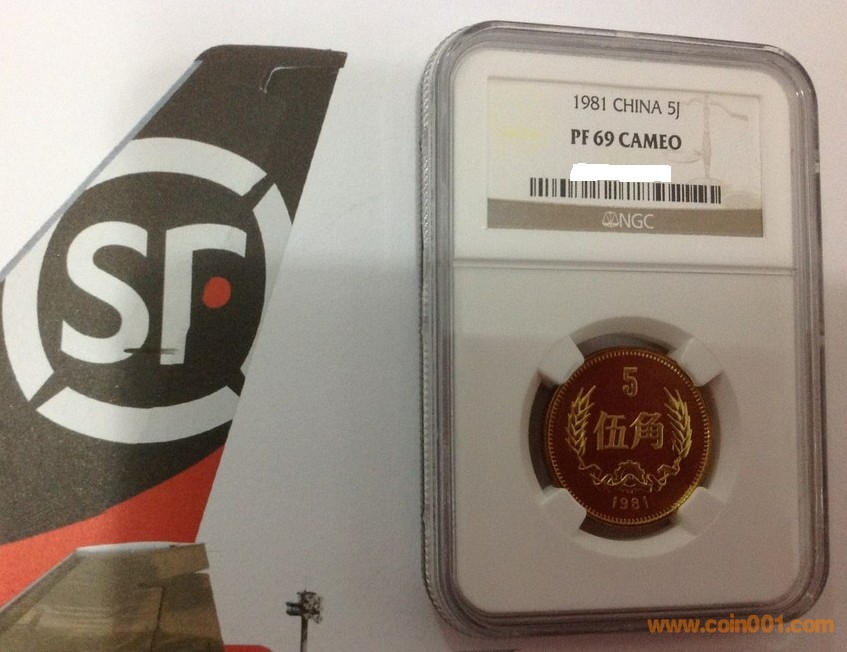 SF
1981 CHINA 5J
PF 69 CAMEO
NGC
5
伍角
1981
www.coin001.com